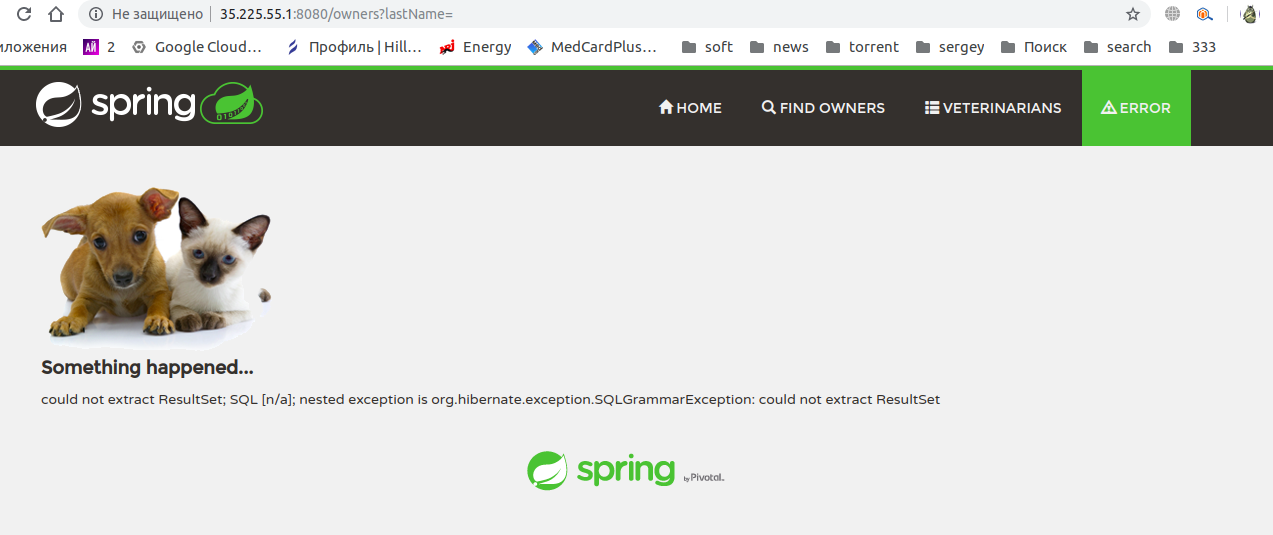 Не защищено 35.225.55.1:8080/owners?lastName=
иложения АЙ 2 Google Cloud… Профиль | Hill… Energy MedCardPlus… soft news torrent sergey Поиск search 333
spring HOME FIND OWNERS VETERINARIANS ERROR
Something happened...
could not extract ResultSet; SQL [n/a]; nested exception is org.hibernate.exception.SQLGrammarException: could not extract ResultSet
spring by Pivotal™